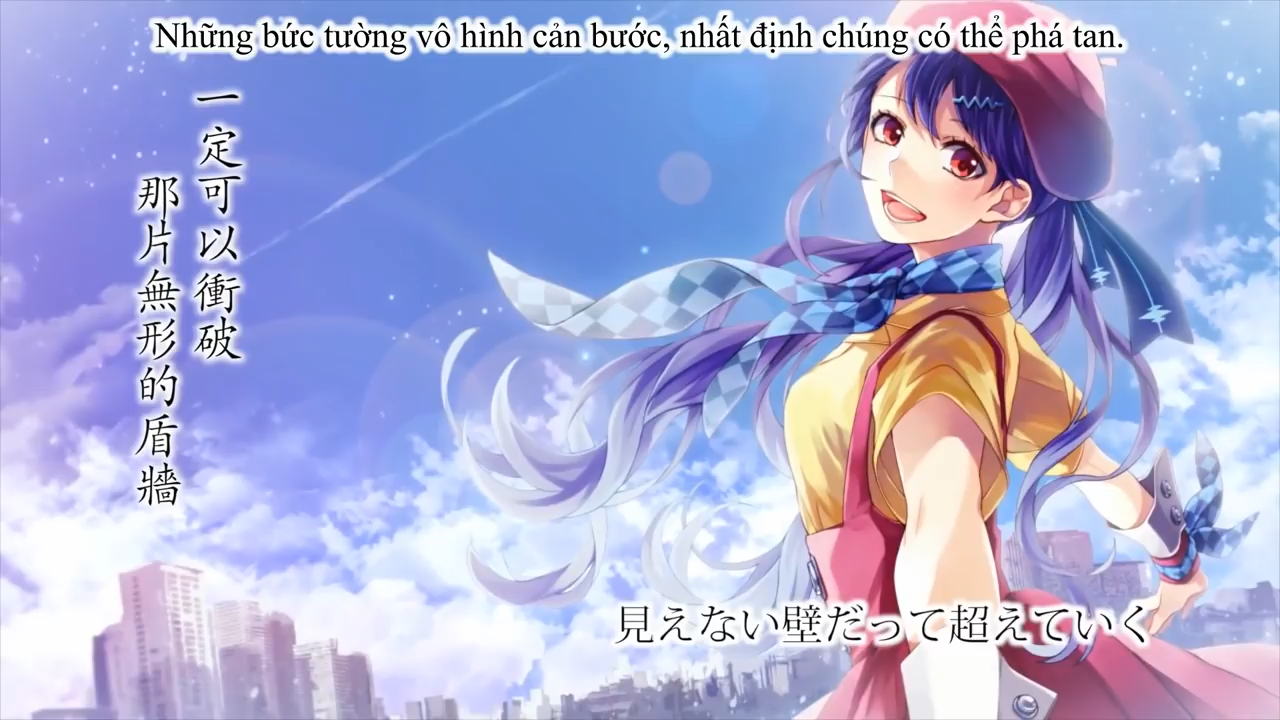 Những bức tường vô hình cản bước, nhất định chúng có thể phá tan.
一定可以衝破
那片無形的盾牆
見えない壁だって超えていく